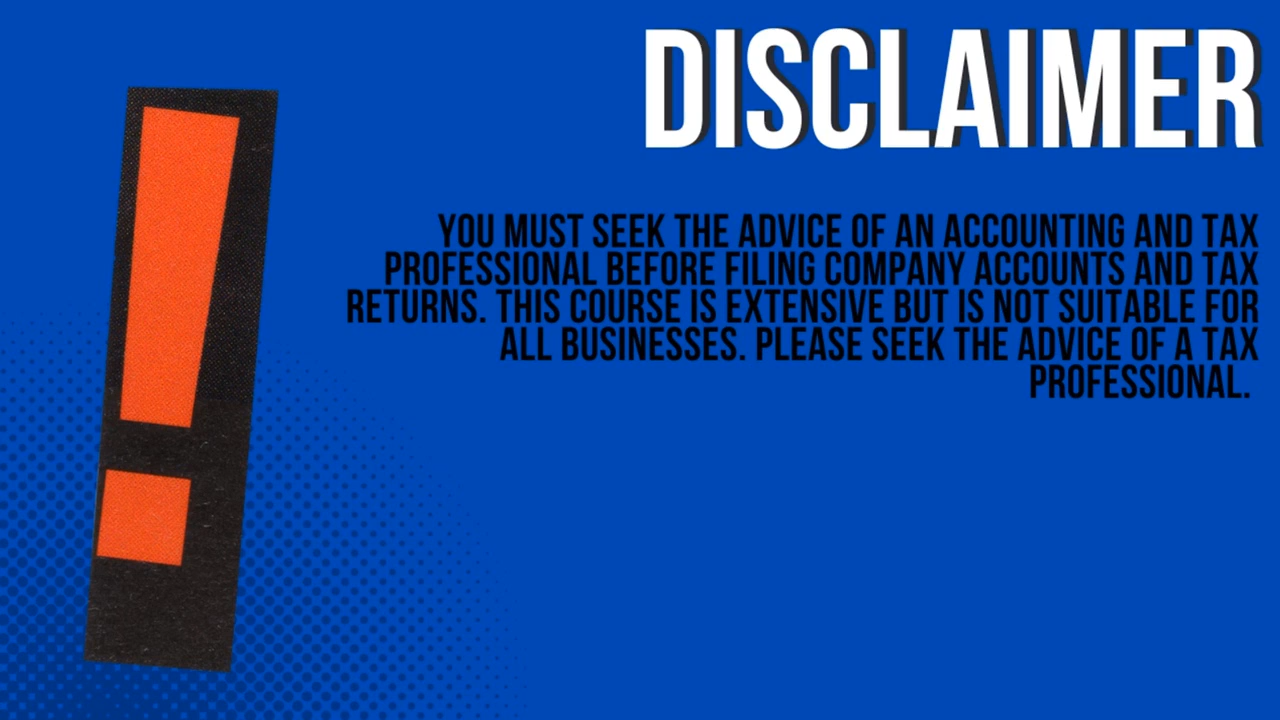 DISCLAIMER
YOU MUST SEEK THE ADVICE OF AN ACCOUNTING AND TAX
PROFESSIONAL BEFORE FILING COMPANY ACCOUNTS AND TAX
RETURNS. THIS COURSE IS EXTENSIVE BUT IS NOT SUITABLE FOR
ALL BUSINESSES. PLEASE SEEK THE ADVICE OF A TAX
PROFESSIONAL.